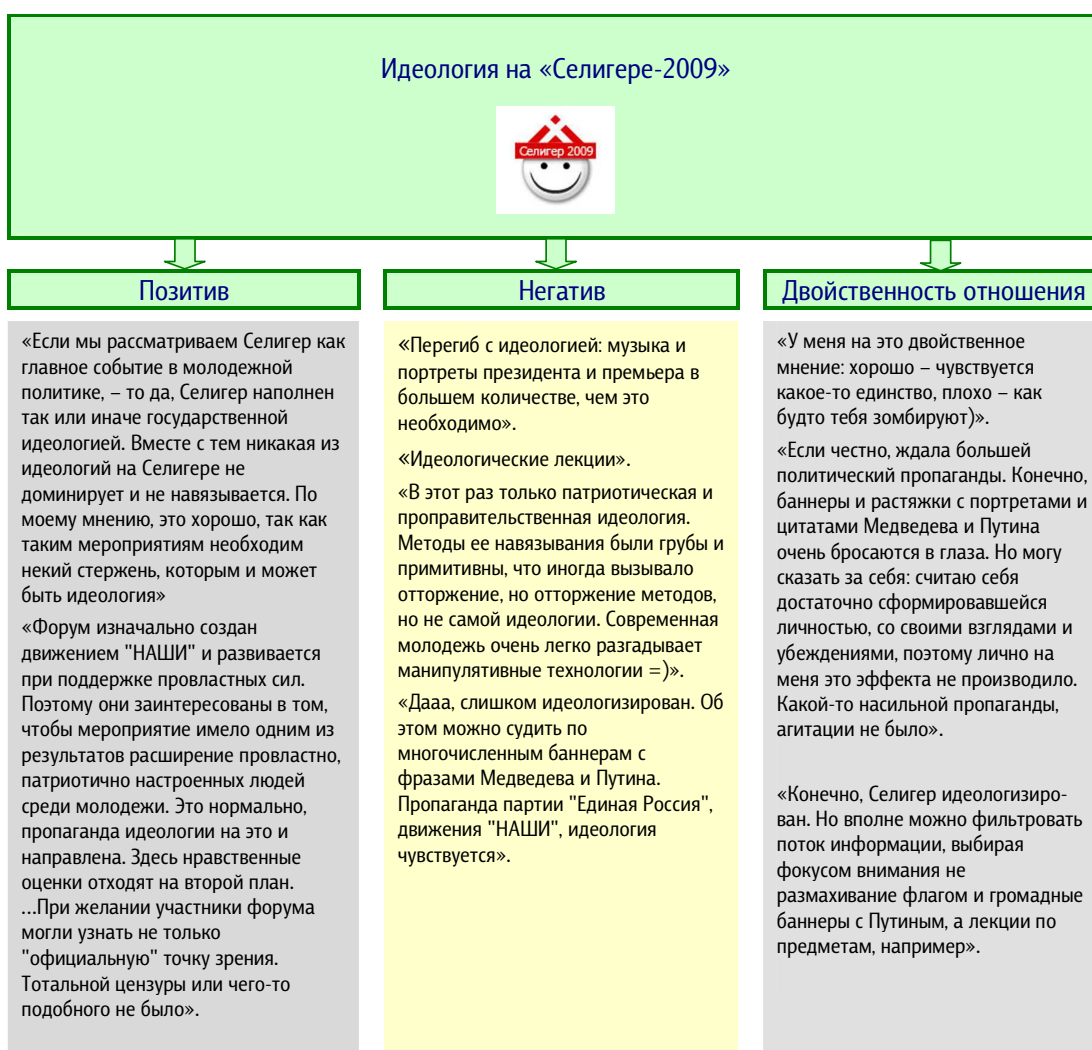 Идеология на «Селигере-2009»
Селигер 2009
Позитив
«Если мы рассматриваем Селигер как
главное событие в молодежной
политике, – то да, Селигер наполнен
так или иначе государственной
идеологией. Вместе с тем никакая из
идеологий на Селигере не
доминирует и не навязывается. По
моему мнению, это хорошо, так как
таким мероприятиям необходим
некий стержень, которым и может
быть идеология»
«Форум изначально создан
движением "НАШИ" и развивается
при поддержке провластных сил.
Поэтому они заинтересованы в том,
чтобы мероприятие имело одним из
результатов расширение провластно,
патриотично настроенных людей
среди молодежи. Это нормально,
пропаганда идеологии на это и
направлена. Здесь нравственные
оценки отходят на второй план.
…При желании участники форума
могли узнать не только
"официальную" точку зрения.
Тотальной цензуры или чего-то
подобного не было».
Негатив
«Перегиб с идеологией: музыка и
портреты президента и премьера в
большем количестве, чем это
необходимо».
«Идеологические лекции».
«В этот раз только патриотическая и
проправительственная идеология.
Методы ее навязывания были грубы и
примитивны, что иногда вызывало
отторжение, но отторжение методов,
но не самой идеологии. Современная
молодежь очень легко разгадывает
манипулятивные технологии =)».
«Дааа, слишком идеологизирован. Об
этом можно судить по
многочисленным баннерам с
фразами Медведева и Путина.
Пропаганда партии "Единая Россия",
движения "НАШИ", идеология
чувствуется».
Двойственность отношения
«У меня на это двойственное
мнение: хорошо – чувствуется
какое-то единство, плохо – как
будто тебя зомбируют)».
«Если честно, ждала большей
политический пропаганды. Конечно,
баннеры и растяжки с портретами и
цитатами Медведева и Путина
очень бросаются в глаза. Но могу
сказать за себя: считаю себя
достаточно сформировавшейся
личностью, со своими взглядами и
убеждениями, поэтому лично на
меня это эффекта не производило.
Какой-то насильной пропаганды,
агитации не было».
«Конечно, Селигер идеологизиро-
ван. Но вполне можно фильтровать
поток информации, выбирая
фокусом внимания не
размахивание флагом и громадные
баннеры с Путиным, а лекции по
предметам, например».